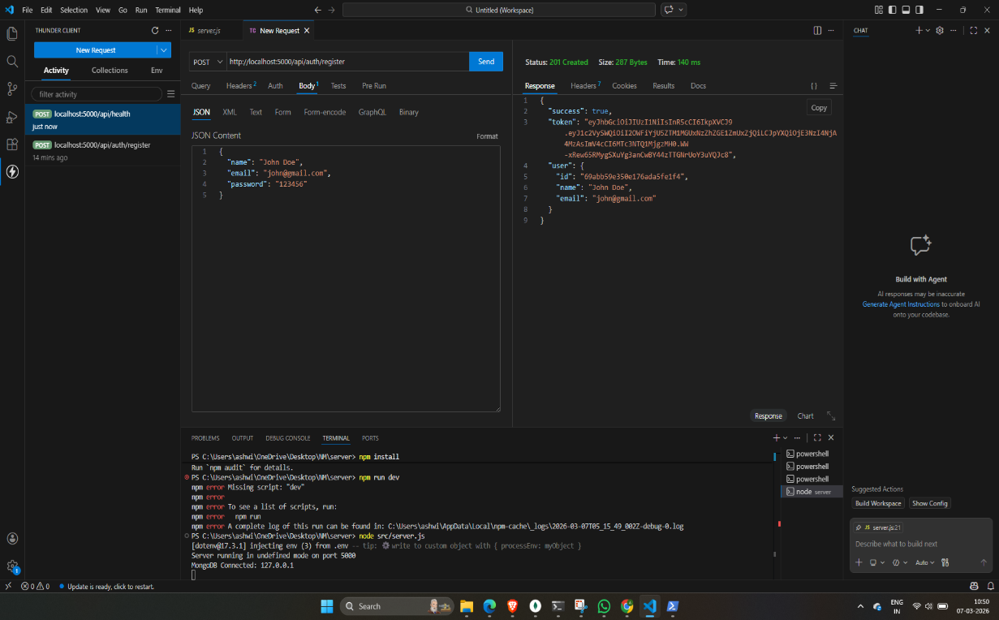 File Edit Selection View Go Run Terminal Help
Untitled (Workspace)
THUNDER CLIENT
New Request
Activity Collections Env
filter activity
POST localhost:5000/api/health
just now
POST localhost:5000/api/auth/register
14 mins ago
JS server.js
TC New Request
POST http://localhost:5000/api/auth/register Send
Query Headers 2 Auth Body 1 Tests Pre Run
JSON XML Text Form Form-encode GraphQL Binary
JSON Content Format
1 {
2 "name": "John Doe",
3 "email": "john@gmail.com",
4 "password": "123456"
5 }
Status: 201 Created Size: 287 Bytes Time: 140 ms
Response Headers 7 Cookies Results Docs
{ }
Copy
1 {
2 "success": true,
3 "token":
4 "user": {
5 "id": "69abb59e350e176ada5fe1f4",
6 "name": "John Doe",
7 "email": "john@gmail.com"
8 }
9 }
Response Chart
PROBLEMS OUTPUT DEBUG CONSOLE TERMINAL PORTS
PS C:\Users\ashwi\OneDrive\Desktop\NM\server> npm install
Run `npm audit` for details.
PS C:\Users\ashwi\OneDrive\Desktop\NM\server> npm run dev
npm error Missing script: "dev"
npm error
npm error To see a list of scripts, run:
npm error npm run
npm error A complete log of this run can be found in: C:\Users\ashwi\AppData\Local\npm-cache\_logs\2026-03-07T05_15_49_002Z-debug-0.log
PS C:\Users\ashwi\OneDrive\Desktop\NM\server> node src/server.js
[dotenv@17.3.1] injecting env (3) from .env -- tip: ⚙️ write to custom object with { processEnv: myObject }
Server running in undefined mode on port 5000
MongoDB Connected: 127.0.0.1
powershell
powershell
powershell
node server
CHAT
Build with Agent
AI responses may be inaccurate
Generate Agent Instructions to onboard AI
onto your codebase.
Suggested Actions
Build Workspace Show Config
JS server.js:21
Describe what to build next
Auto
1
0 0 Update is ready, click to restart.
Search
ENG
IN
10:50
07-03-2026